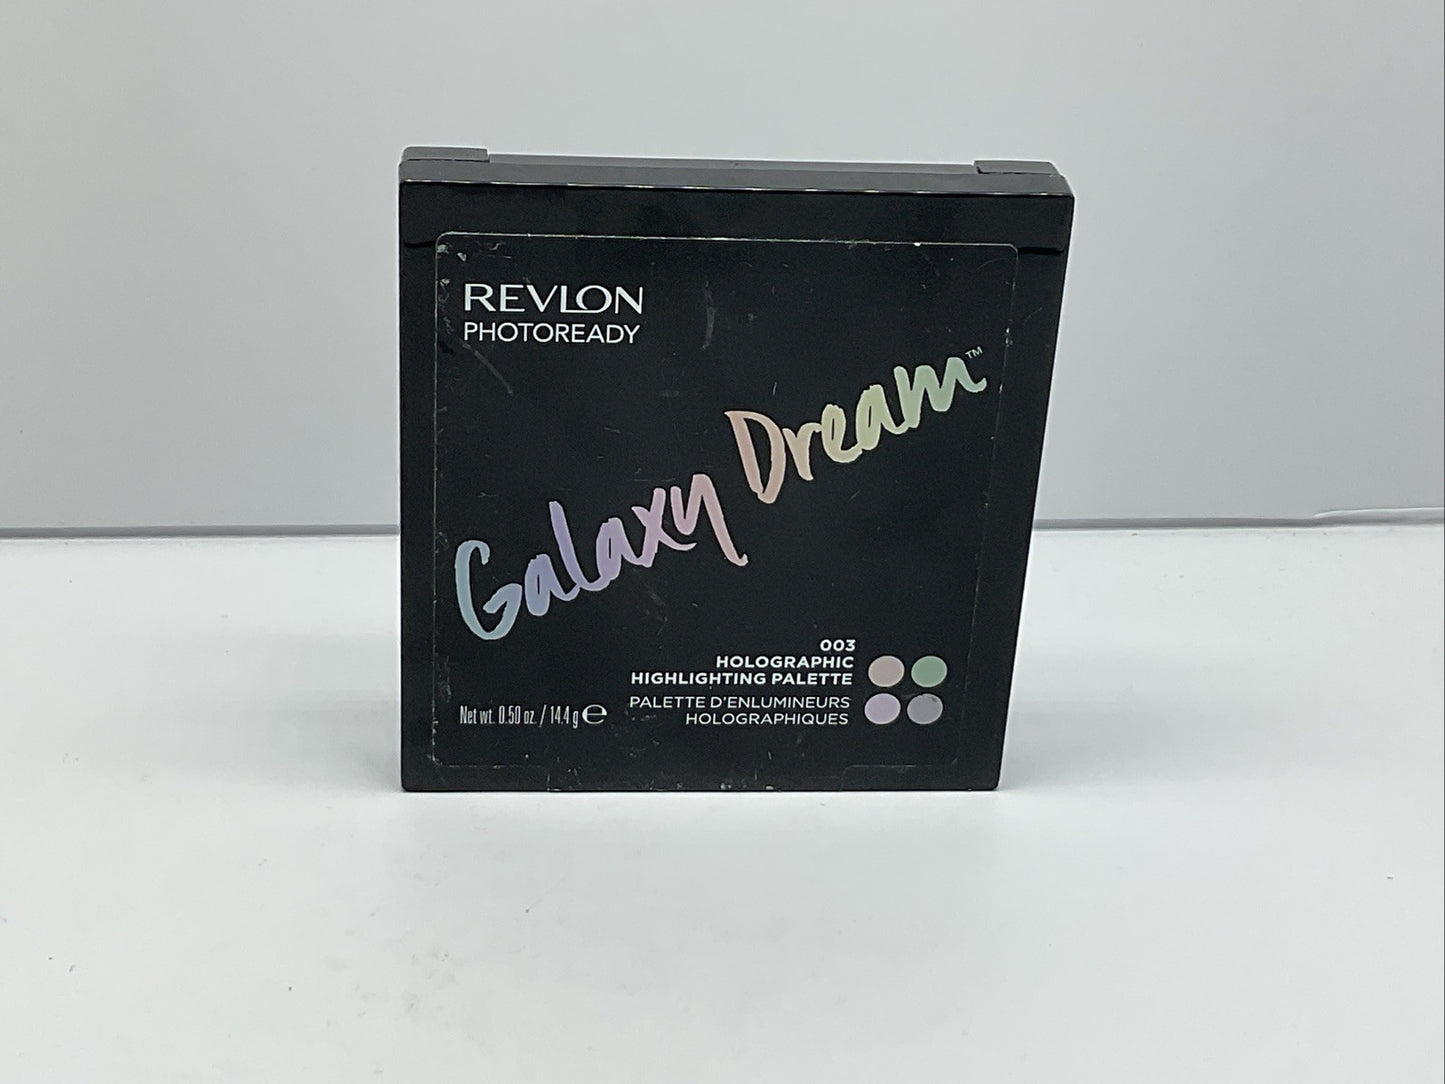 REVLON
PHOTOREADY
Galaxy Dream™
003
HOLOGRAPHIC
HIGHLIGHTING PALETTE
PALETTE D'ENLUMINEURS
HOLOGRAPHIQUES
Net wt. 0.50 oz. / 14.4 g ℮